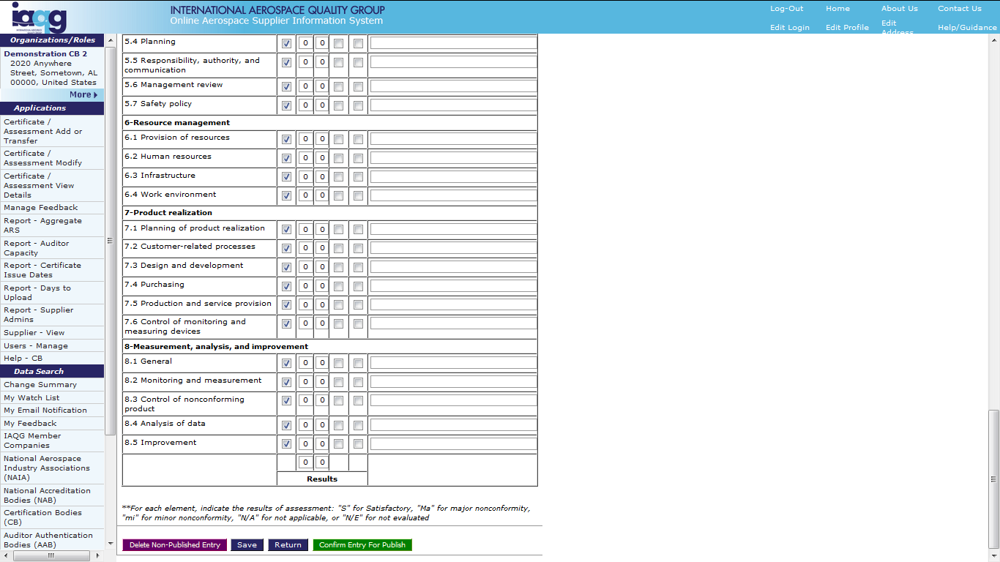 iaqg
INTERNATIONAL AEROSPACE QUALITY GROUP
Online Aerospace Supplier Information System
Log-Out
Home
About Us
Contact Us
Edit Login
Edit Profile
Edit
Address
Help/Guidance
Organizations/Roles
Demonstration CB 2
2020 Anywhere
Street, Sometown, AL
00000, United States
More
Applications
Certificate /
Assessment Add or
Transfer
Certificate /
Assessment Modify
Certificate /
Assessment View
Details
Manage Feedback
Report - Aggregate
ARS
Report - Auditor
Capacity
Report - Certificate
Issue Dates
Report - Days to
Upload
Report - Supplier
Admins
Supplier - View
Users - Manage
Help - CB
Data Search
Change Summary
My Watch List
My Email Notification
My Feedback
IAQG Member
Companies
National Aerospace
Industry Associations
(NAIA)
National Accreditation
Bodies (NAB)
Certification Bodies
(CB)
Auditor Authentication
Bodies (AAB)
5.4 Planning 0 0
5.5 Responsibility, authority, and 0 0
communication
5.6 Management review 0 0
5.7 Safety policy 0 0
6-Resource management
6.1 Provision of resources 0 0
6.2 Human resources 0 0
6.3 Infrastructure 0 0
6.4 Work environment 0 0
7-Product realization
7.1 Planning of product realization 0 0
7.2 Customer-related processes 0 0
7.3 Design and development 0 0
7.4 Purchasing 0 0
7.5 Production and service provision 0 0
7.6 Control of monitoring and 0 0
measuring devices
8-Measurement, analysis, and improvement
8.1 General 0 0
8.2 Monitoring and measurement 0 0
8.3 Control of nonconforming 0 0
product
8.4 Analysis of data 0 0
8.5 Improvement 0 0
0 0
Results
**For each element, indicate the results of assessment: "S" for Satisfactory, "Ma" for major nonconformity,
"mi" for minor nonconformity, "N/A" for not applicable, or "N/E" for not evaluated
Delete Non-Published Entry
Save
Return
Confirm Entry For Publish